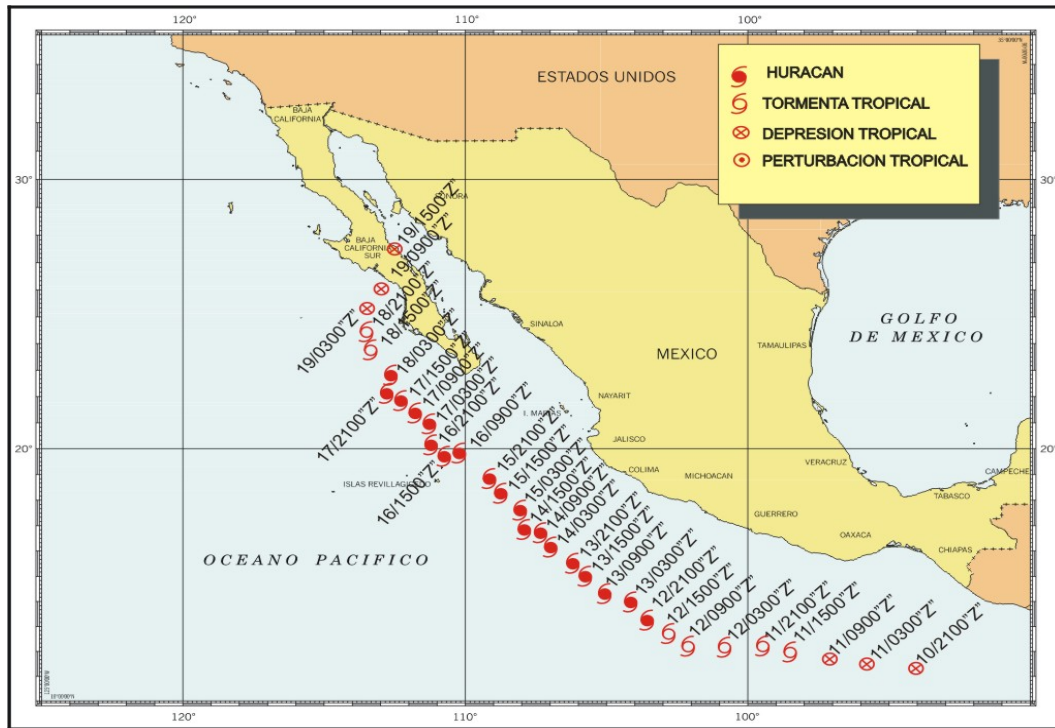 120°
110°
100°
ESTADOS UNIDOS
HURACAN
TORMENTA TROPICAL
DEPRESION TROPICAL
PERTURBACION TROPICAL
BAJA
CALIFORNIA
30°
30°
SONORA
BAJA
CALIFORNIA
SUR
19/1500"Z"
19/0900"Z"
18/2100"Z"
18/1500"Z"
19/0300"Z"
18/0300"Z"
17/1500"Z"
17/0900"Z"
17/0300"Z"
16/2100"Z"
17/2100"Z"
16/0900"Z"
16/1500"Z"
SINALOA
MEXICO
TAMAULIPAS
GOLFO
DE MEXICO
NAYARIT
I. MARIAS
JALISCO
20°
20°
COLIMA
MICHOACAN
VERACRUZ
CAMPECHE
TABASCO
ISLAS REVILLAGIGEDO
GUERRERO
OAXACA
CHIAPAS
OCEANO PACIFICO
15/2100"Z"
15/1500"Z"
15/0300"Z"
14/1500"Z"
14/0900"Z"
14/0300"Z"
13/2100"Z"
13/1500"Z"
13/0900"Z"
13/0300"Z"
12/2100"Z"
12/1500"Z"
12/0900"Z"
12/0300"Z"
11/2100"Z"
11/1500"Z"
11/0900"Z"
11/0300"Z"
10/2100"Z"
120°
110°
100°